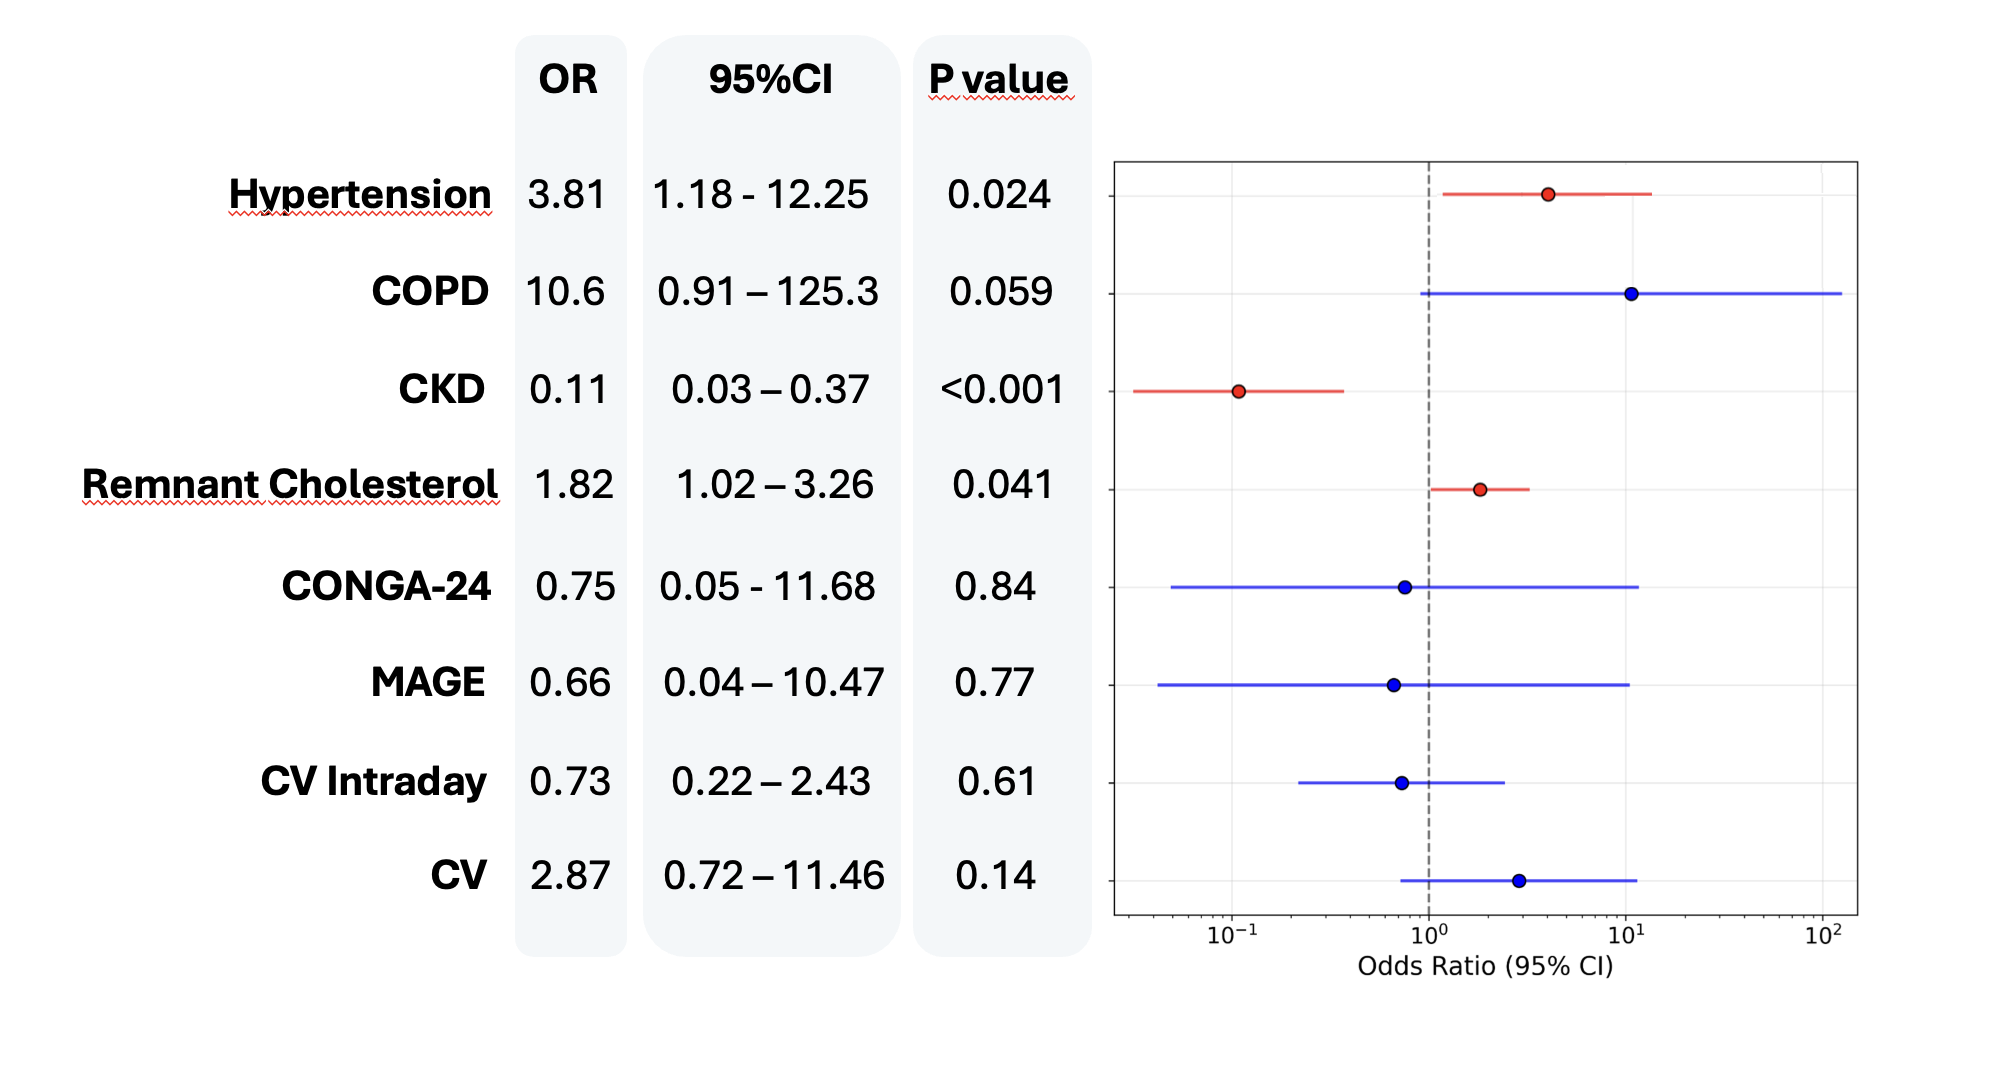 OR 95%CI P value
Hypertension 3.81 1.18 - 12.25 0.024
COPD 10.6 0.91 – 125.3 0.059
CKD 0.11 0.03 – 0.37 <0.001
Remnant Cholesterol 1.82 1.02 – 3.26 0.041
CONGA-24 0.75 0.05 - 11.68 0.84
MAGE 0.66 0.04 – 10.47 0.77
CV Intraday 0.73 0.22 – 2.43 0.61
CV 2.87 0.72 – 11.46 0.14
10⁻¹ 10⁰ 10¹ 10²
Odds Ratio (95% CI)